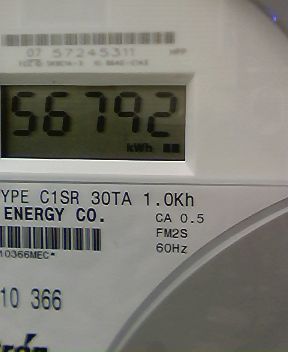 07 57245311 HPP
56792
kWh
YPE C1SR 30TA 1.0Kh
ENERGY CO. CA 0.5
FM2S
60Hz
10366MEC*
10 366